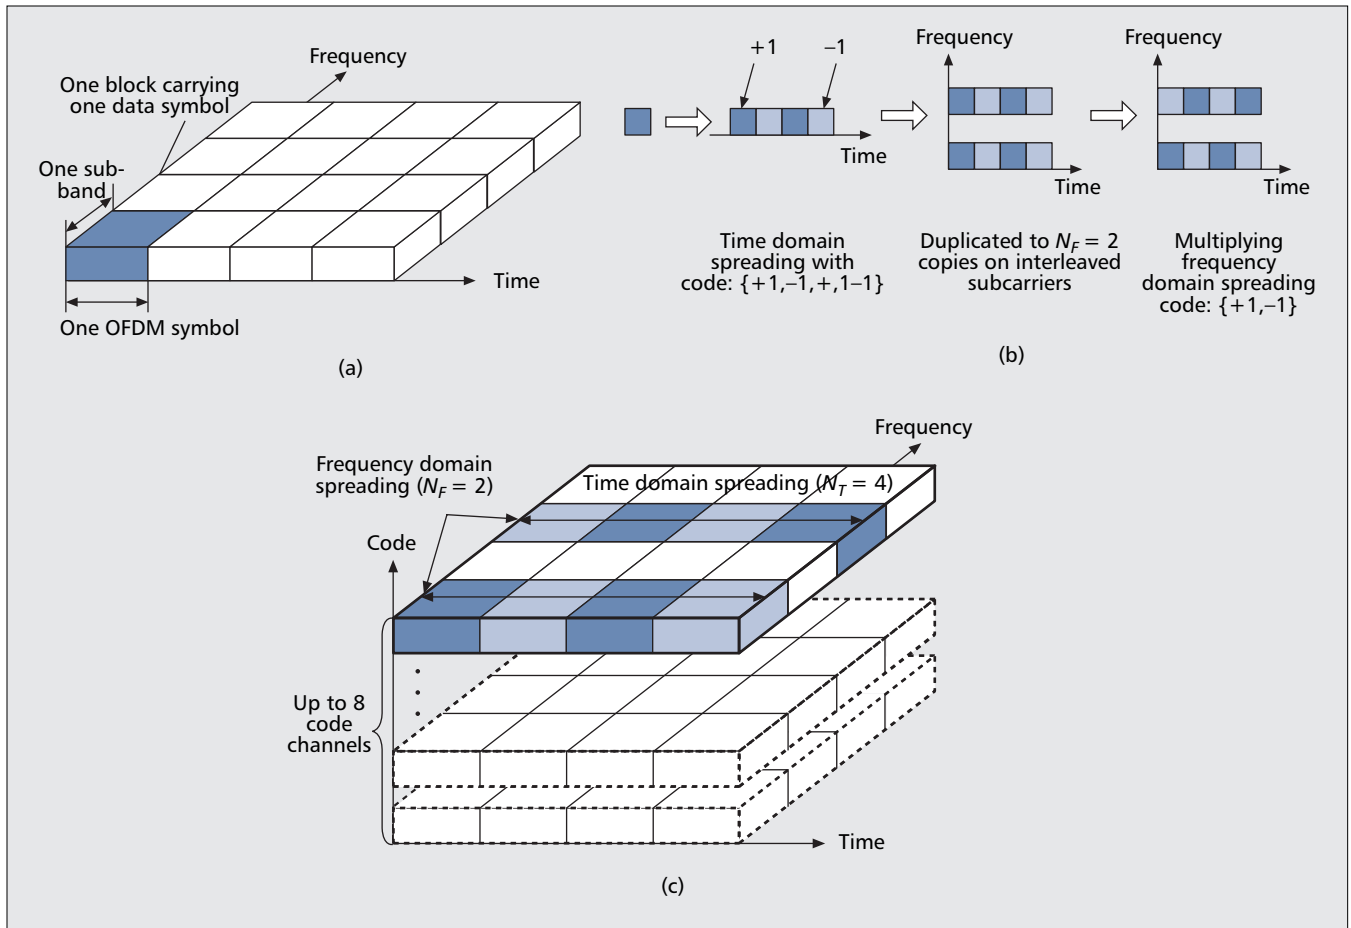 Frequency
One block carrying
one data symbol
One sub-
band
Time
One OFDM symbol
(a)
+1
–1
Time
Frequency
Time
Frequency
Time
Time domain
spreading with
code: {+1,–1,+,1–1}
Duplicated to N_F = 2
copies on interleaved
subcarriers
Multiplying
frequency
domain spreading
code: {+1,–1}
(b)
Frequency
Frequency domain
spreading (N_F = 2)
Time domain spreading (N_T = 4)
Code
Up to 8
code
channels
Time
(c)